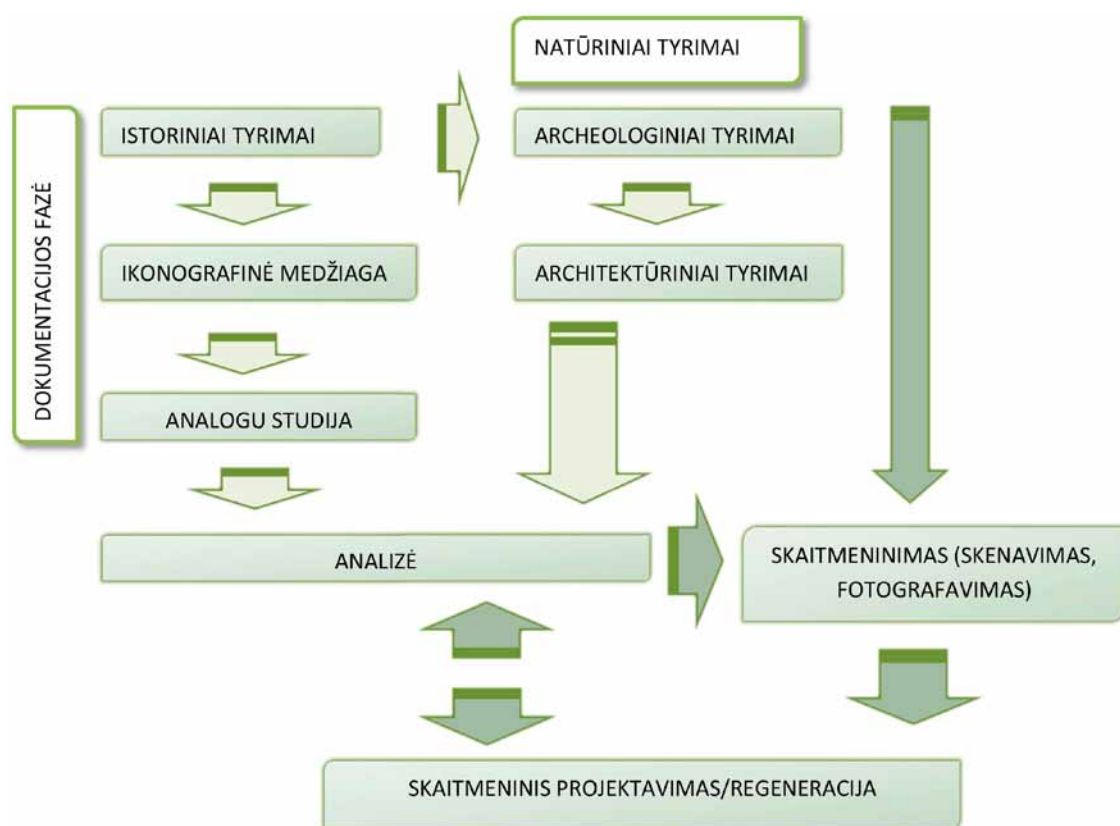 NATŪRINIAI TYRIMAI
DOKUMENTACIJOS FAZĖ
ISTORINIAI TYRIMAI
ARCHEOLOGINIAI TYRIMAI
IKONOGRAFINĖ MEDŽIAGA
ARCHITEKTŪRINIAI TYRIMAI
ANALOGU STUDIJA
ANALIZĖ
SKAITMENINIMAS (SKENAVIMAS,
FOTOGRAFAVIMAS)
SKAITMENINIS PROJEKTAVIMAS/REGENERACIJA